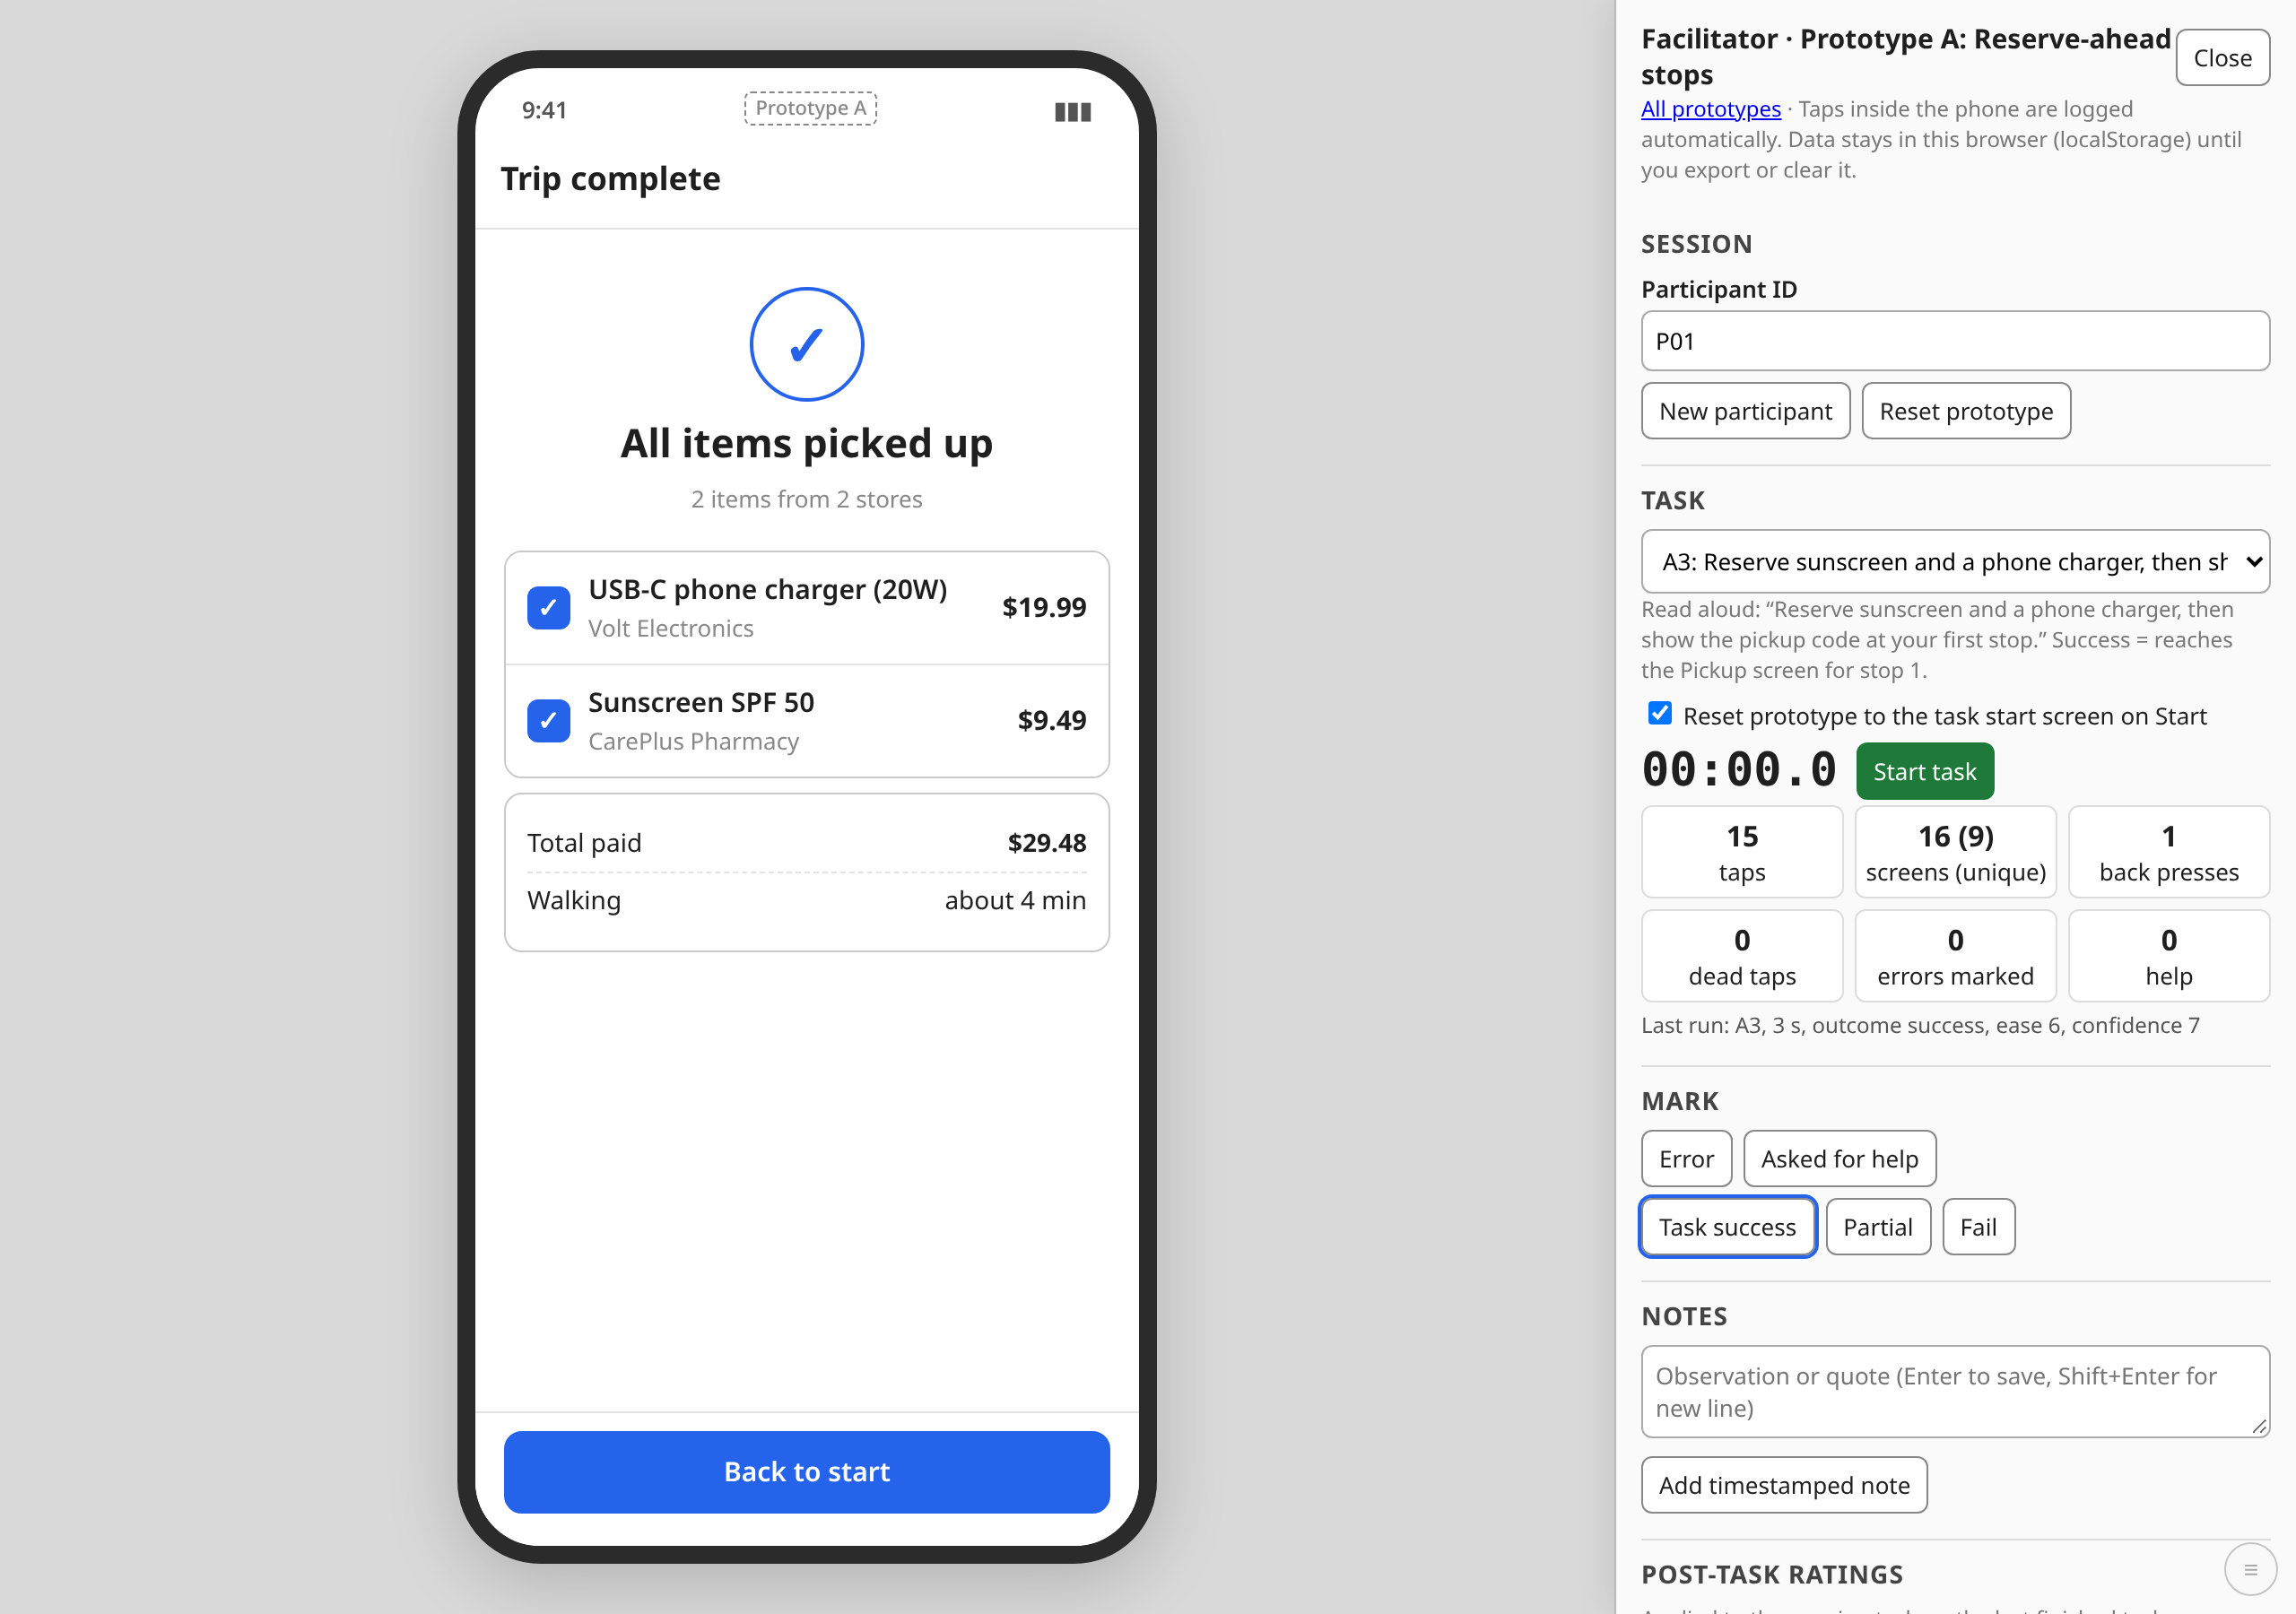 9:41
Prototype A
Trip complete
✓
All items picked up
2 items from 2 stores
✓
USB-C phone charger (20W)
Volt Electronics
$19.99
✓
Sunscreen SPF 50
CarePlus Pharmacy
$9.49
Total paid
$29.48
Walking
about 4 min
Back to start
Facilitator · Prototype A: Reserve-ahead
stops
Close
All prototypes · Taps inside the phone are logged
automatically. Data stays in this browser (localStorage) until
you export or clear it.
SESSION
Participant ID
P01
New participant
Reset prototype
TASK
A3: Reserve sunscreen and a phone charger, then sh
Read aloud: “Reserve sunscreen and a phone charger, then
show the pickup code at your first stop.” Success = reaches
the Pickup screen for stop 1.
Reset prototype to the task start screen on Start
00:00.0
Start task
15
taps
16 (9)
screens (unique)
1
back presses
0
dead taps
0
errors marked
0
help
Last run: A3, 3 s, outcome success, ease 6, confidence 7
MARK
Error
Asked for help
Task success
Partial
Fail
NOTES
Observation or quote (Enter to save, Shift+Enter for
new line)
Add timestamped note
POST-TASK RATINGS